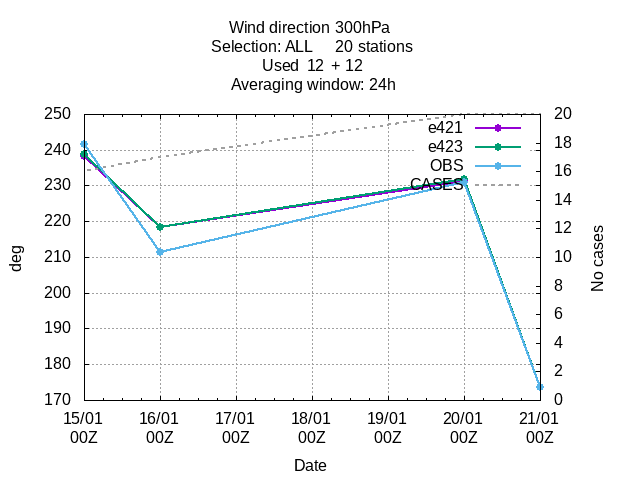 Wind direction 300hPa
Selection: ALL 20 stations
Used 12 + 12
Averaging window: 24h
250
240
230
220
210
200
190
180
170
deg
20
18
16
14
12
10
8
6
4
2
0
No cases
e421
e423
OBS
CASES
15/01 16/01 17/01 18/01 19/01 20/01 21/01
00Z 00Z 00Z 00Z 00Z 00Z 00Z
Date